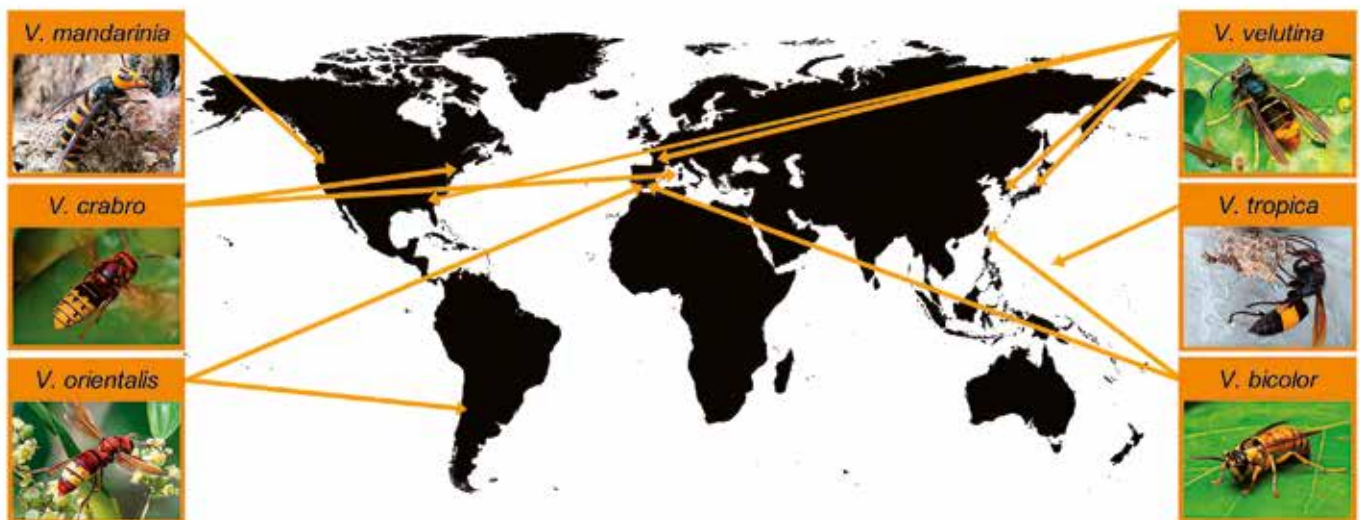 V. mandarinia
V. crabro
V. orientalis
V. velutina
V. tropica
V. bicolor